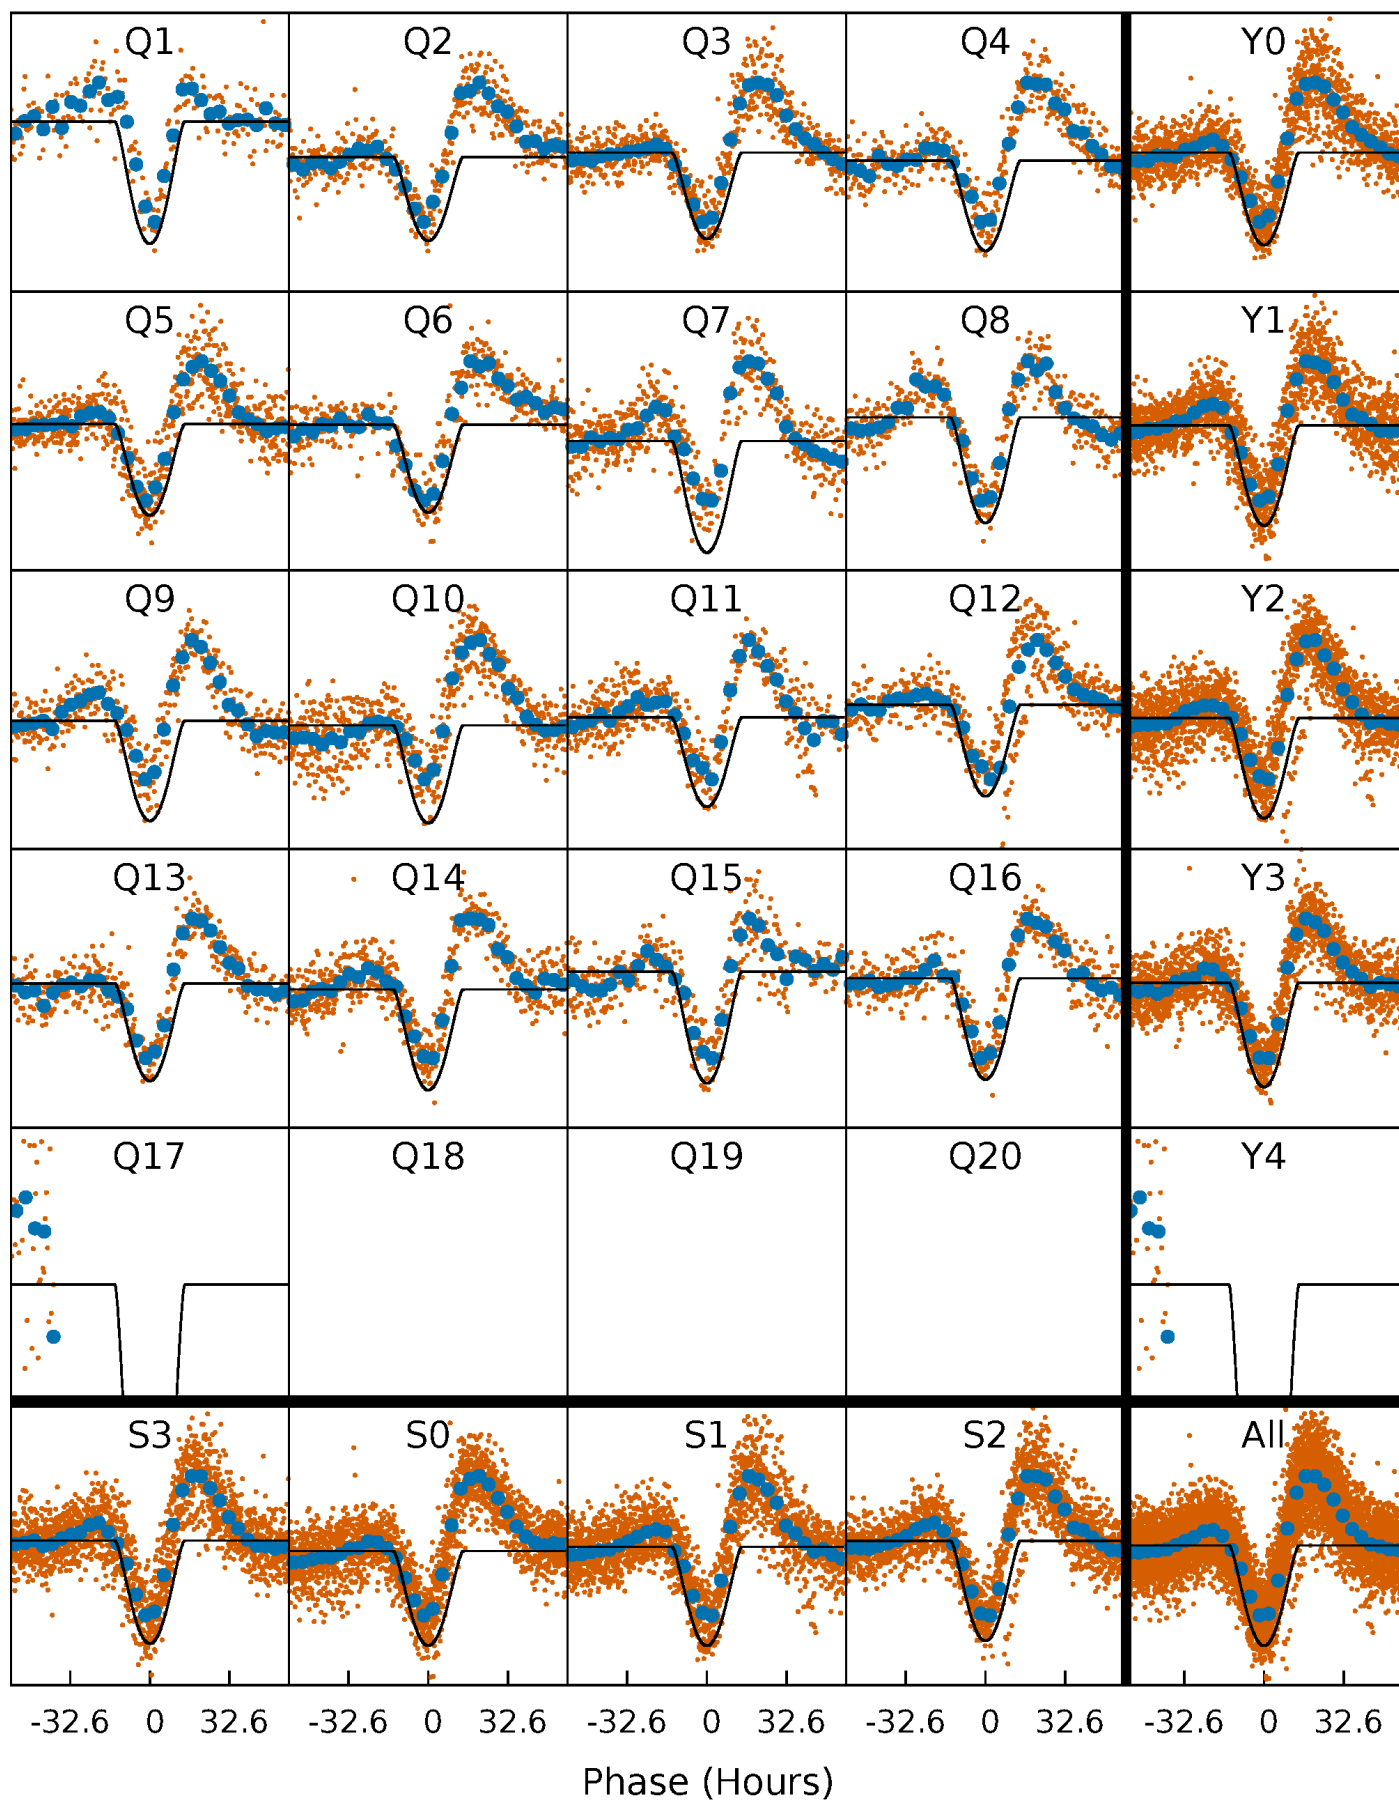 Q1 Q2 Q3 Q4 Y0
Q5 Q6 Q7 Q8 Y1
Q9 Q10 Q11 Q12 Y2
Q13 Q14 Q15 Q16 Y3
Q17 Q18 Q19 Q20 Y4
S3 S0 S1 S2 All
-32.6 0 32.6 -32.6 0 32.6 -32.6 0 32.6 -32.6 0 32.6 -32.6 0 32.6
Phase (Hours)